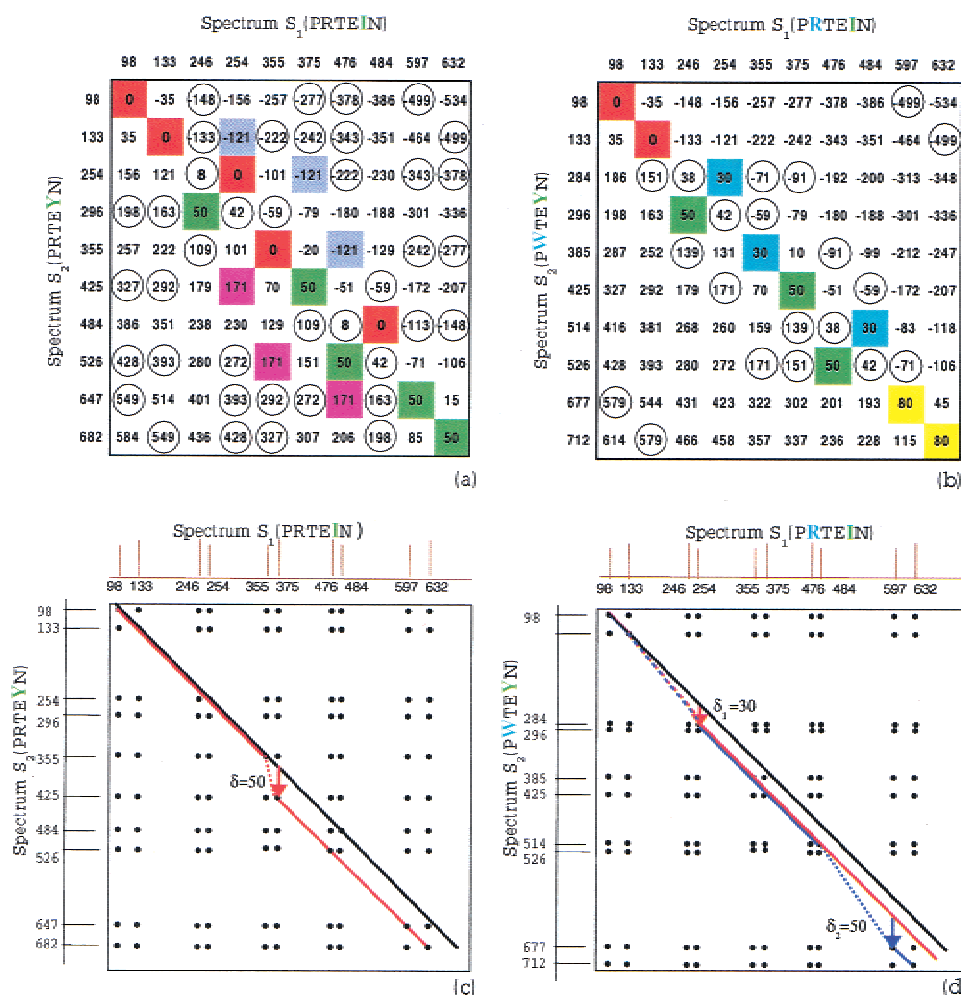 Spectrum S1(PRTEIN)
98 133 246 254 355 375 476 484 597 632
Spectrum S2(PRTEYN)
98 0 -35 -148 -156 -257 -277 -378 -386 -499 -534
133 35 0 -133 -121 -222 -242 -343 -351 -464 -499
254 156 121 8 0 -101 -121 -222 -230 -343 -378
296 198 163 50 42 -59 -79 -180 -188 -301 -336
355 257 222 109 101 0 -20 -121 -129 -242 -277
425 327 292 179 171 70 50 -51 -59 -172 -207
484 386 351 238 230 129 109 8 0 -113 -148
526 428 393 280 272 171 151 50 42 -71 -106
647 549 514 401 393 292 272 171 163 50 15
682 584 549 436 428 327 307 206 198 85 50
(a)
Spectrum S1(PRTEIN)
98 133 246 254 355 375 476 484 597 632
Spectrum S2(PWTEYN)
98 0 -35 -148 -156 -257 -277 -378 -386 -499 -534
133 35 0 -133 -121 -222 -242 -343 -351 -464 -499
284 186 151 38 30 -71 -91 -192 -200 -313 -348
296 198 163 50 42 -59 -79 -180 -188 -301 -336
385 287 252 139 131 30 10 -91 -99 -212 -247
425 327 292 179 171 70 50 -51 -59 -172 -207
514 416 381 268 260 159 139 38 30 -83 -118
526 428 393 280 272 171 151 50 42 -71 -106
677 579 544 431 423 322 302 201 193 80 45
712 614 579 466 458 357 337 236 228 115 80
(b)
Spectrum S1(PRTEIN)
98 133 246 254 355 375 476 484 597 632
Spectrum S2(PRTEYN)
98
133
254
296
355
425
484
526
647
682
δ=50
(c)
Spectrum S1(PRTEIN)
98 133 246 254 355 375 476 484 597 632
Spectrum S2(PWTEYN)
98
284
296
385
425
514
526
677
712
δ1=30
δ2=50
(d)